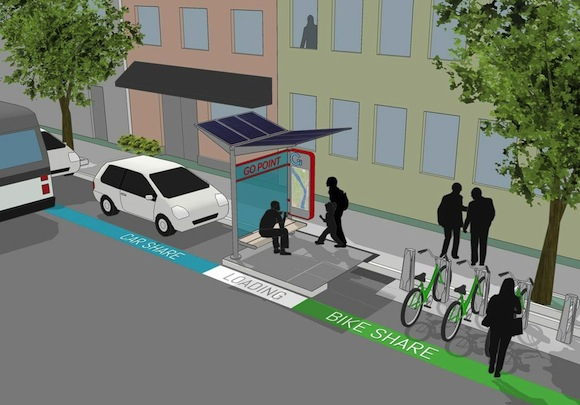 GO POINT
CAR SHARE
LOADING
BIKE SHARE